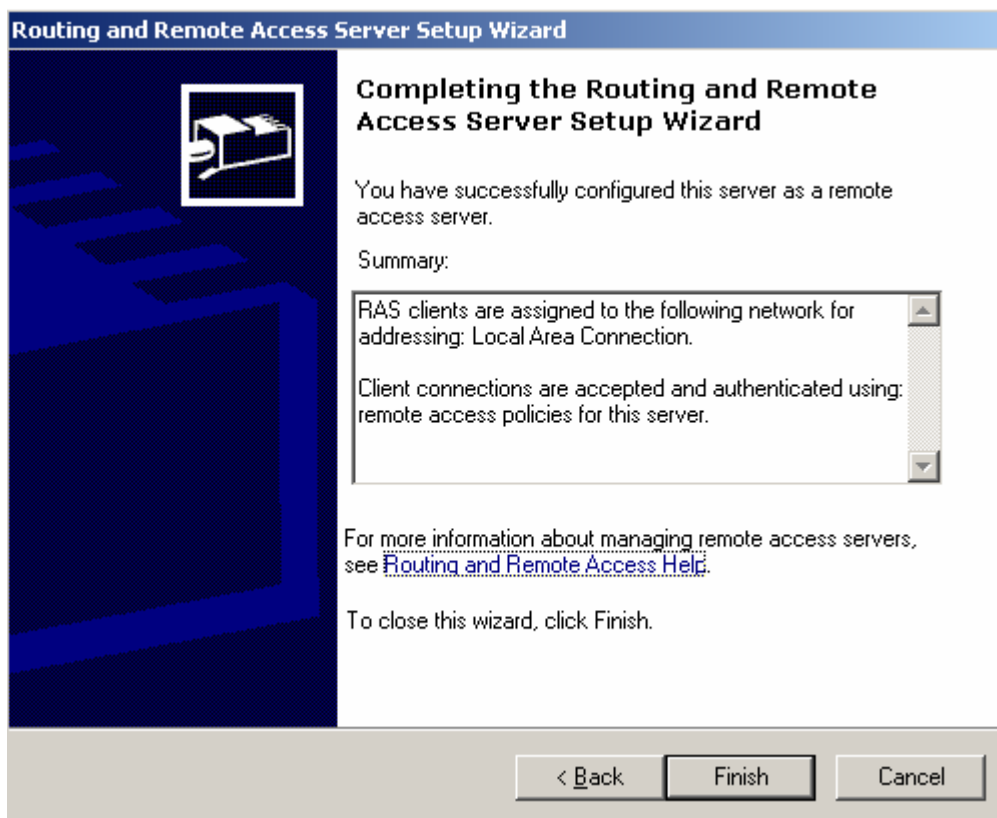 Routing and Remote Access Server Setup Wizard
Completing the Routing and Remote
Access Server Setup Wizard
You have successfully configured this server as a remote
access server.
Summary:
RAS clients are assigned to the following network for
addressing: Local Area Connection.
Client connections are accepted and authenticated using:
remote access policies for this server.
For more information about managing remote access servers,
see Routing and Remote Access Help.
To close this wizard, click Finish.
< Back
Finish
Cancel